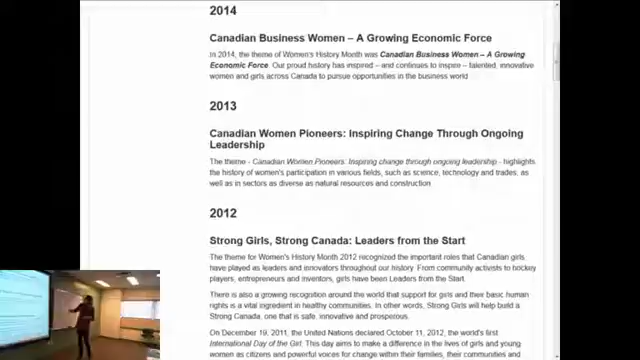 2014
Canadian Business Women – A Growing Economic Force
In 2014, the theme of Women's History Month was Canadian Business Women – A Growing
Economic Force. Our proud history has inspired – and continues to inspire – talented, innovative
women and girls across Canada to pursue opportunities in the business world
2013
Canadian Women Pioneers: Inspiring Change Through Ongoing
Leadership
The theme - Canadian Women Pioneers: Inspiring change through ongoing leadership - highlights
the history of women's participation in various fields, such as science, technology and trades, as
well as in sectors as diverse as natural resources and construction
2012
Strong Girls, Strong Canada: Leaders from the Start
The theme for Women's History Month 2012 recognized the important roles that Canadian girls
have played as leaders and innovators throughout our history. From community activists to hockey
players, entrepreneurs and inventors, girls have been Leaders from the Start.
There is also a growing recognition around the world that support for girls and their basic human
rights is a vital ingredient in healthy communities. In other words, Strong Girls will help build a
Strong Canada, one that is safe, innovative and prosperous.
On December 19, 2011, the United Nations declared October 11, 2012, the world's first
International Day of the Girl. This day aims to make a difference in the lives of girls and young
women as citizens and powerful voices for change within their families, their communities and